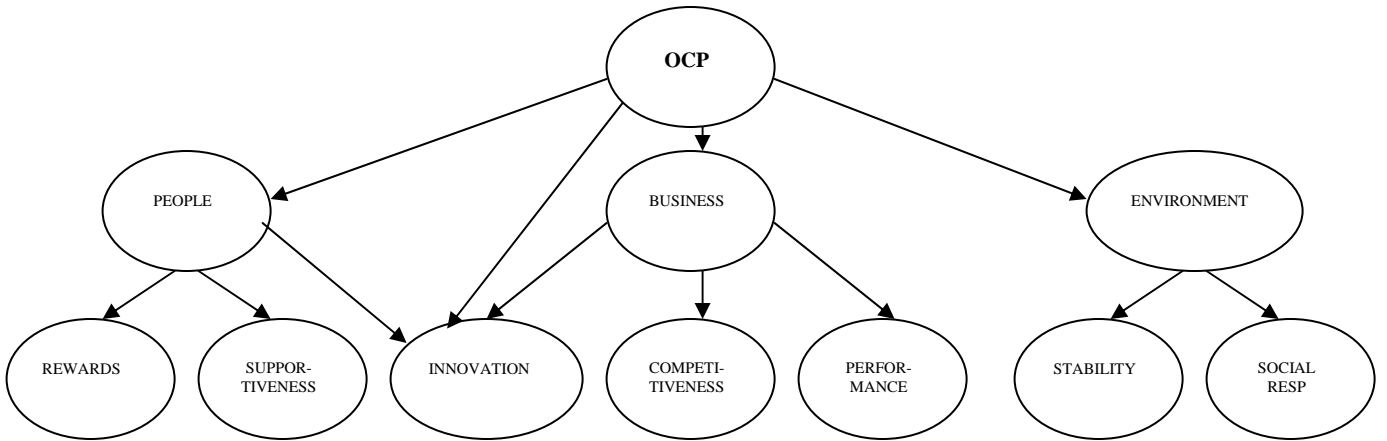 OCP
PEOPLE
BUSINESS
ENVIRONMENT
REWARDS
SUPPOR-
TIVENESS
INNOVATION
COMPETI-
TIVENESS
PERFOR-
MANCE
STABILITY
SOCIAL
RESP